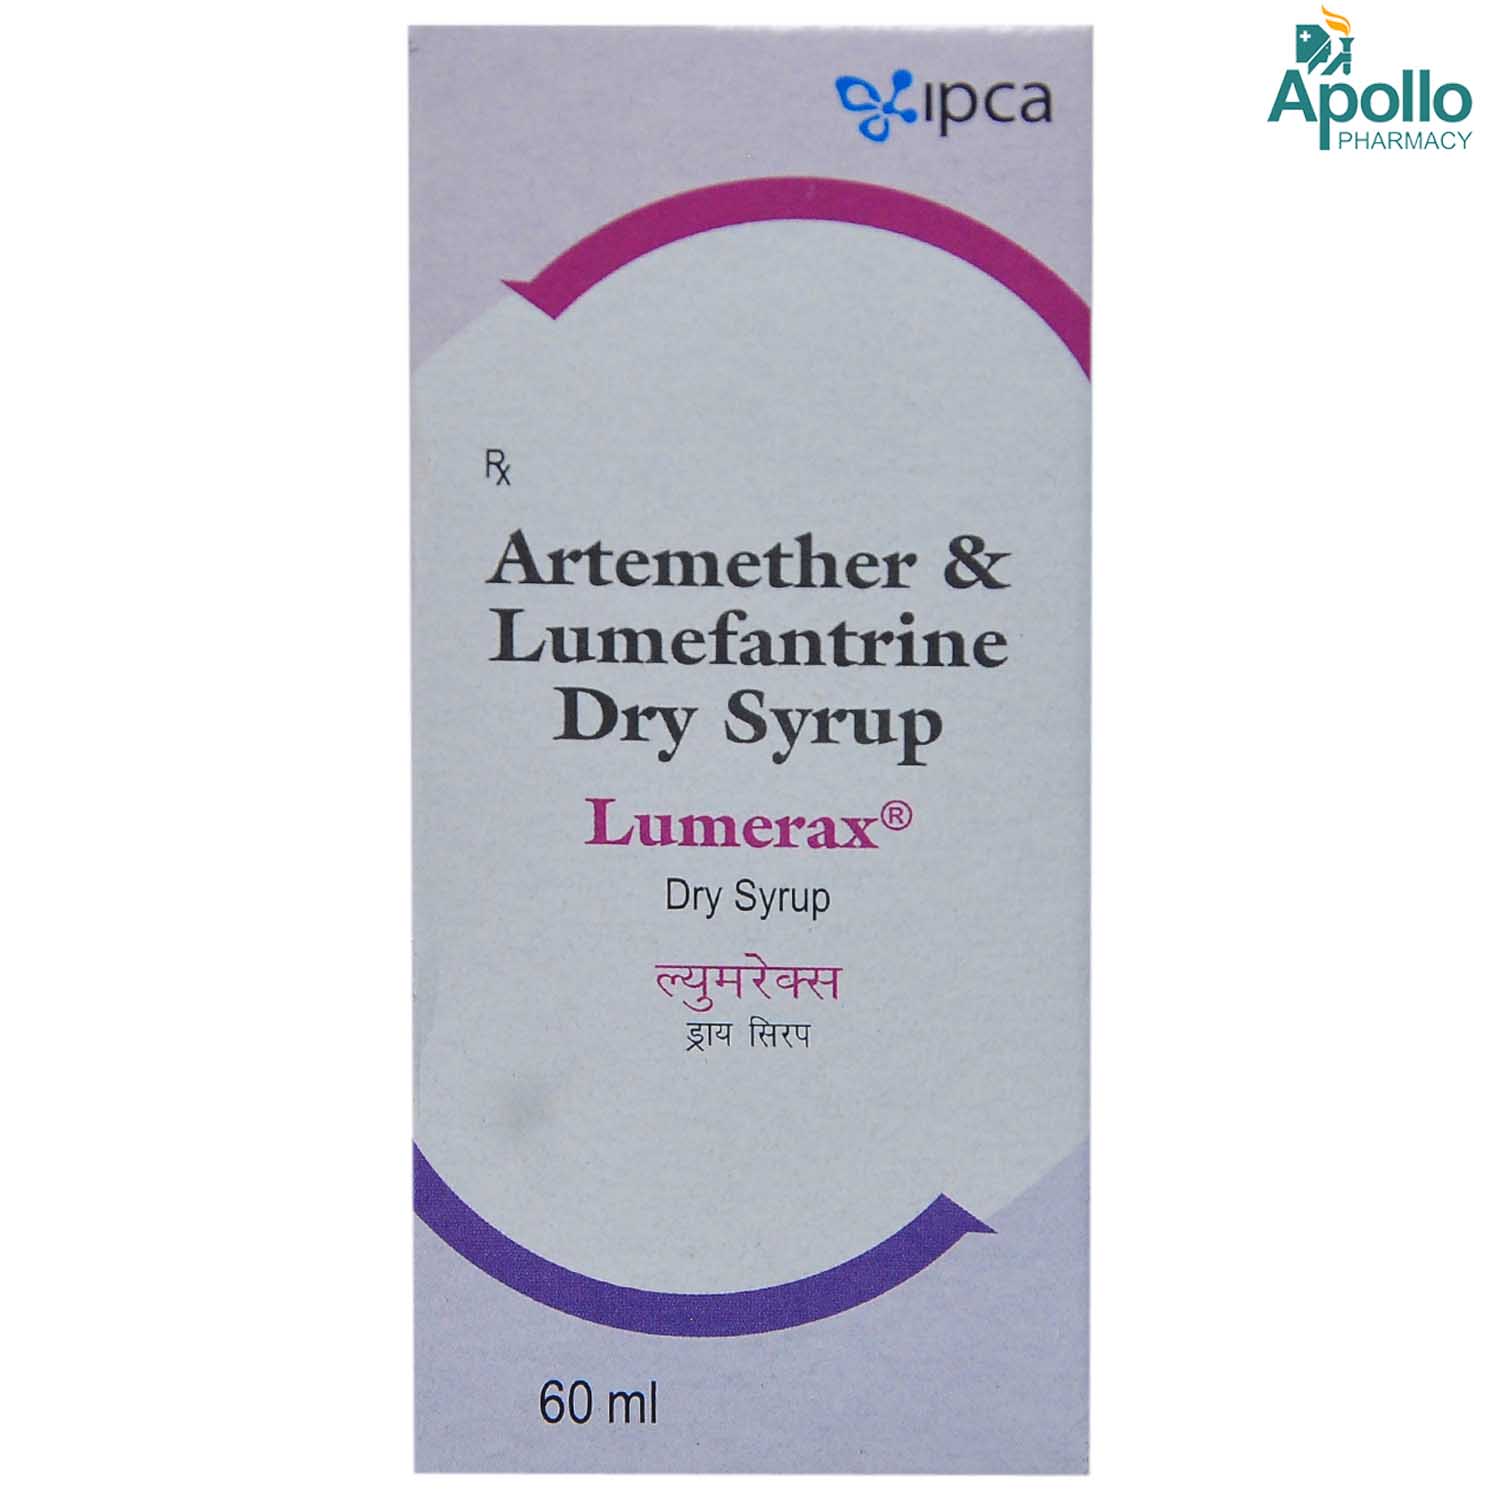 ipca
Apollo
PHARMACY
Rx
Artemether &
Lumefantrine
Dry Syrup
Lumerax®
Dry Syrup
ल्युमरेक्स
ड्राय सिरप
60 ml